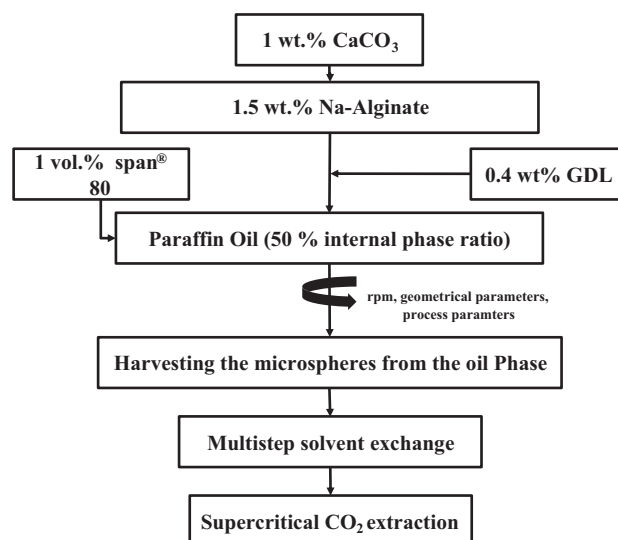 1 wt.% CaCO₃
1.5 wt.% Na-Alginate
1 vol.% span®
80
0.4 wt% GDL
Paraffin Oil (50 % internal phase ratio)
rpm, geometrical parameters,
process paramters
Harvesting the microspheres from the oil Phase
Multistep solvent exchange
Supercritical CO₂ extraction